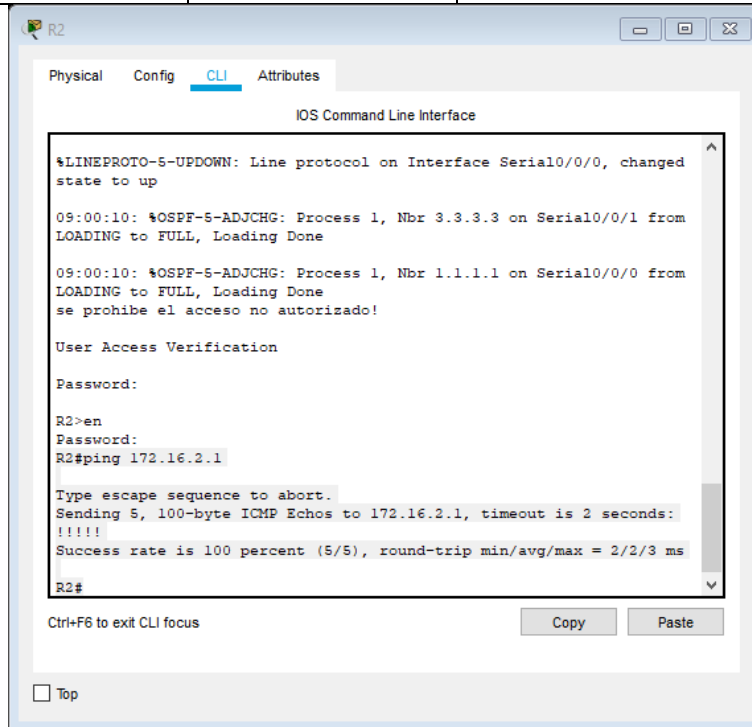 R2
Physical Config CLI Attributes
IOS Command Line Interface
%LINEPROTO-5-UPDOWN: Line protocol on Interface Serial0/0/0, changed
state to up
09:00:10: %OSPF-5-ADJCHG: Process 1, Nbr 3.3.3.3 on Serial0/0/1 from
LOADING to FULL, Loading Done
09:00:10: %OSPF-5-ADJCHG: Process 1, Nbr 1.1.1.1 on Serial0/0/0 from
LOADING to FULL, Loading Done
se prohibe el acceso no autorizado!
User Access Verification
Password:
R2>en
Password:
R2#ping 172.16.2.1
Type escape sequence to abort.
Sending 5, 100-byte ICMP Echos to 172.16.2.1, timeout is 2 seconds:
!!!!!
Success rate is 100 percent (5/5), round-trip min/avg/max = 2/2/3 ms
R2#
Ctrl+F6 to exit CLI focus Copy Paste
Top